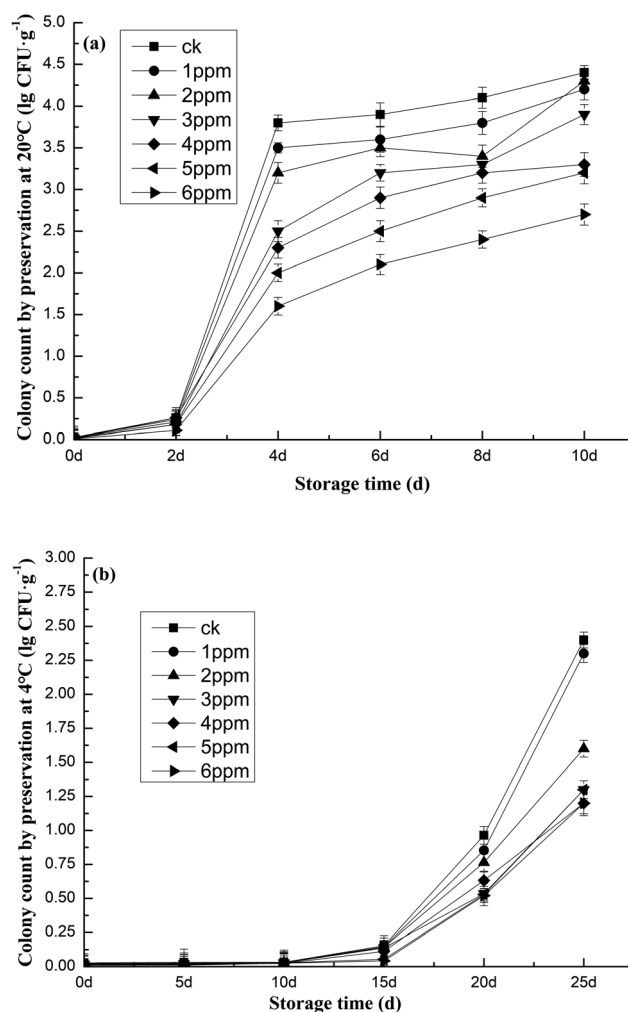 (a)
ck
1ppm
2ppm
3ppm
4ppm
5ppm
6ppm
Colony count by preservation at 20°C (lg CFU·g⁻¹)
5.0
4.5
4.0
3.5
3.0
2.5
2.0
1.5
1.0
0.5
0.0
0d 2d 4d 6d 8d 10d
Storage time (d)
(b)
ck
1ppm
2ppm
3ppm
4ppm
5ppm
6ppm
Colony count by preservation at 4°C (lg CFU·g⁻¹)
3.00
2.75
2.50
2.25
2.00
1.75
1.50
1.25
1.00
0.75
0.50
0.25
0.00
0d 5d 10d 15d 20d 25d
Storage time (d)